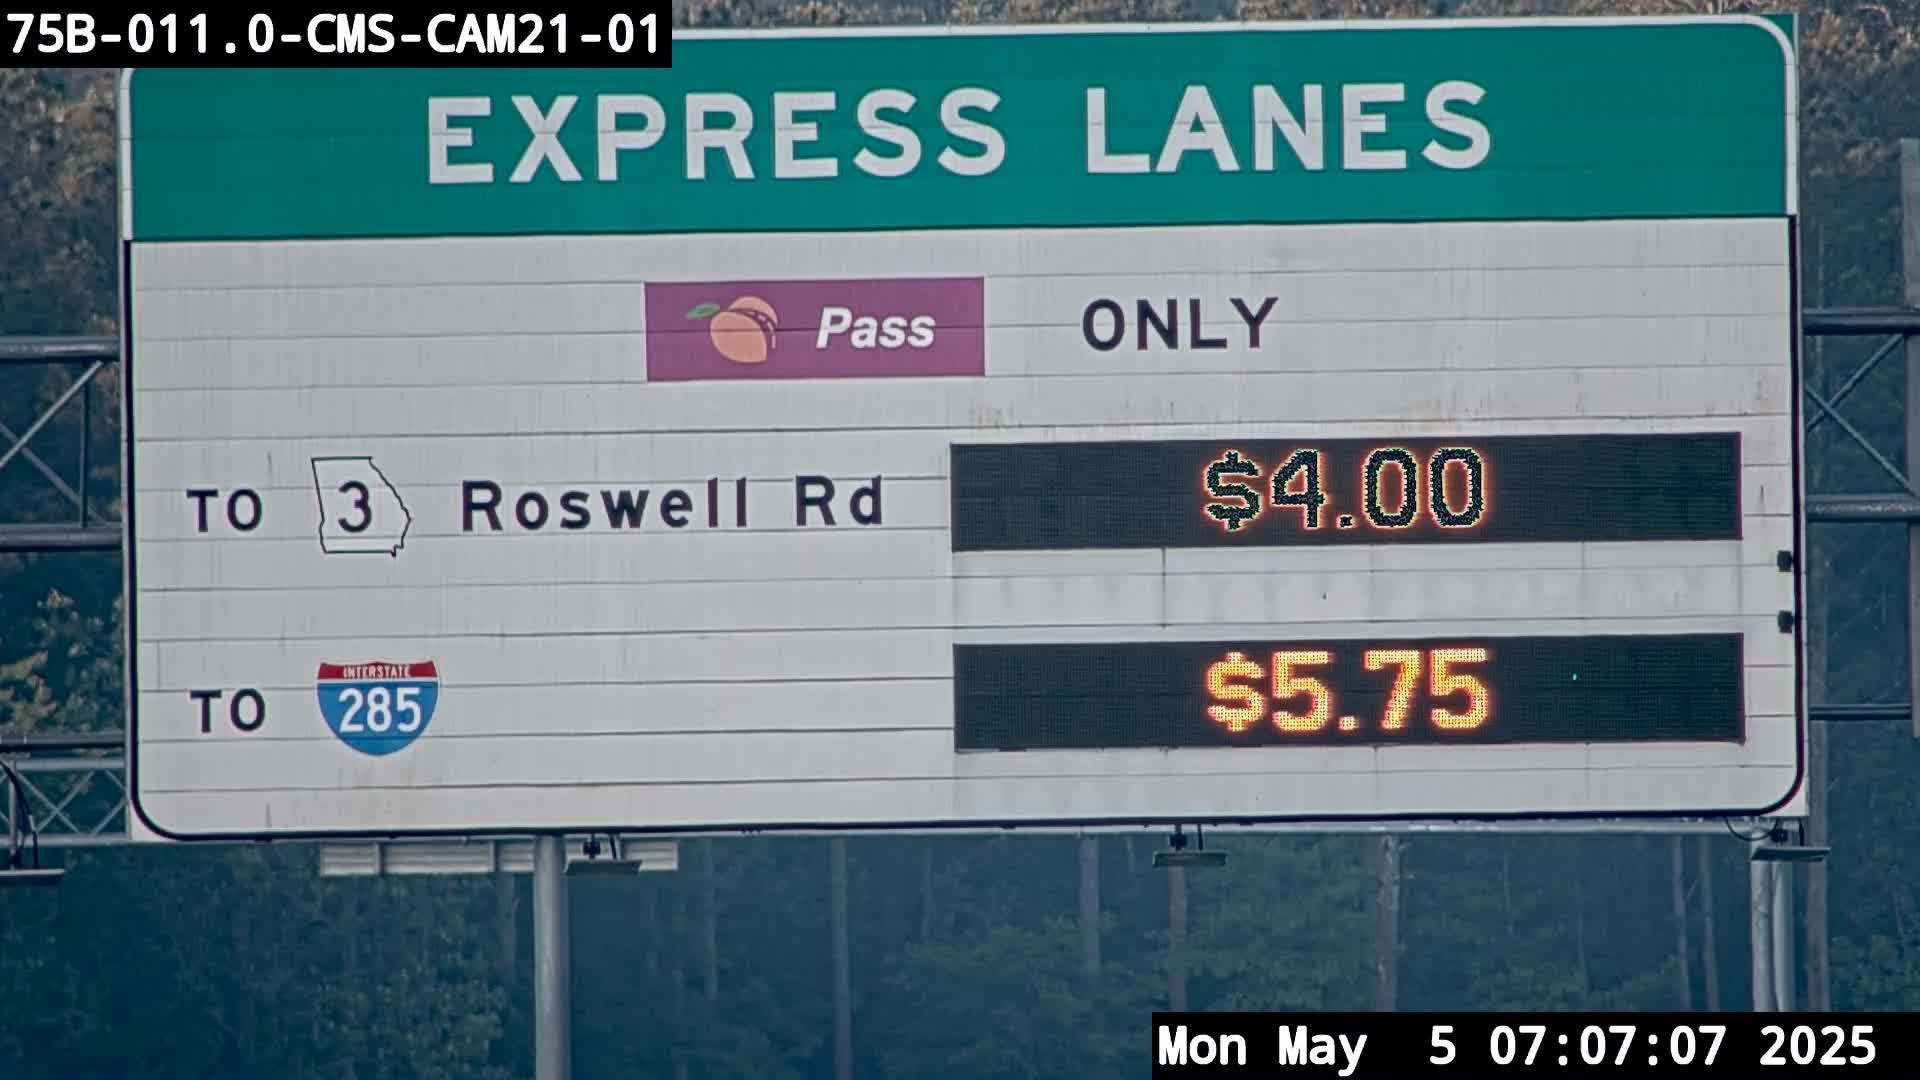 75B-011.0-CMS-CAM21-01
EXPRESS LANES
Pass ONLY
TO 3 Roswell Rd $4.00
INTERSTATE
TO 285 $5.75
Mon May 5 07:07:07 2025